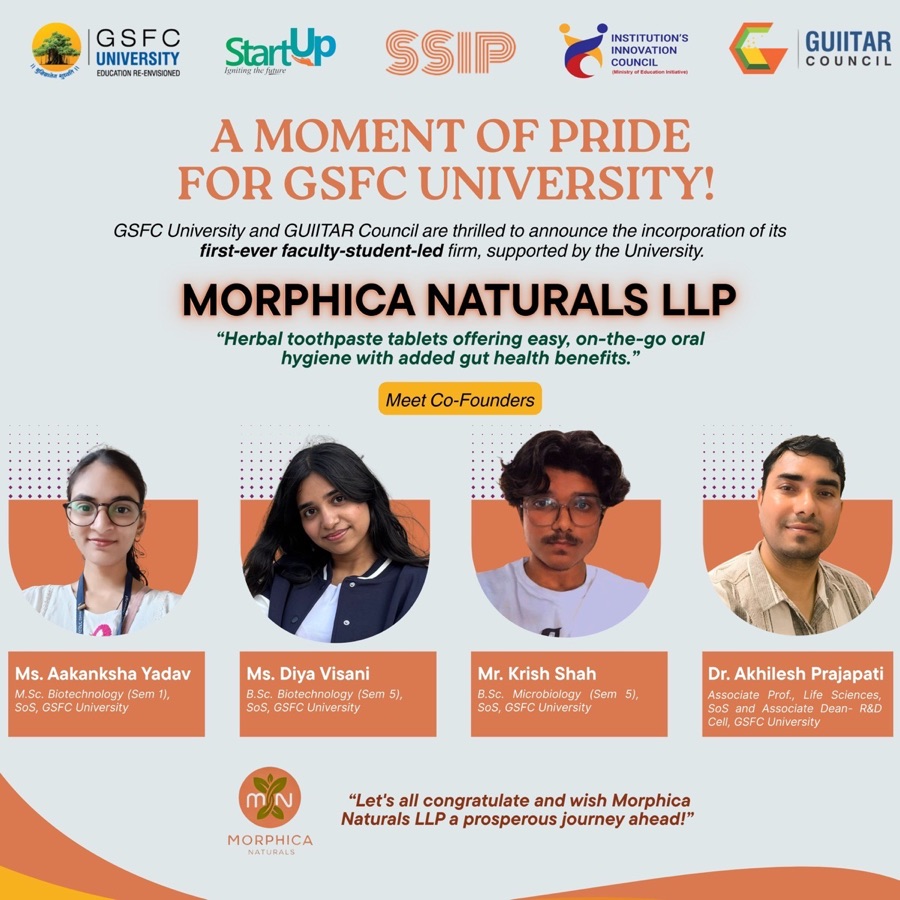 GSFC
UNIVERSITY
EDUCATION RE-ENVISIONED
StartUp
Igniting the future
SSIP
INSTITUTION'S
INNOVATION
COUNCIL
(Ministry of Education Initiative)
GUIITAR
COUNCIL
A MOMENT OF PRIDE
FOR GSFC UNIVERSITY!
GSFC University and GUIITAR Council are thrilled to announce the incorporation of its
first-ever faculty-student-led firm, supported by the University.
MORPHICA NATURALS LLP
“Herbal toothpaste tablets offering easy, on-the-go oral
hygiene with added gut health benefits.”
Meet Co-Founders
Ms. Aakanksha Yadav
M.Sc. Biotechnology (Sem 1),
SoS, GSFC University
Ms. Diya Visani
B.Sc. Biotechnology (Sem 5),
SoS, GSFC University
Mr. Krish Shah
B.Sc. Microbiology (Sem 5),
SoS, GSFC University
Dr. Akhilesh Prajapati
Associate Prof., Life Sciences,
SoS and Associate Dean- R&D
Cell, GSFC University
MN
MORPHICA
NATURALS
“Let's all congratulate and wish Morphica
Naturals LLP a prosperous journey ahead!”